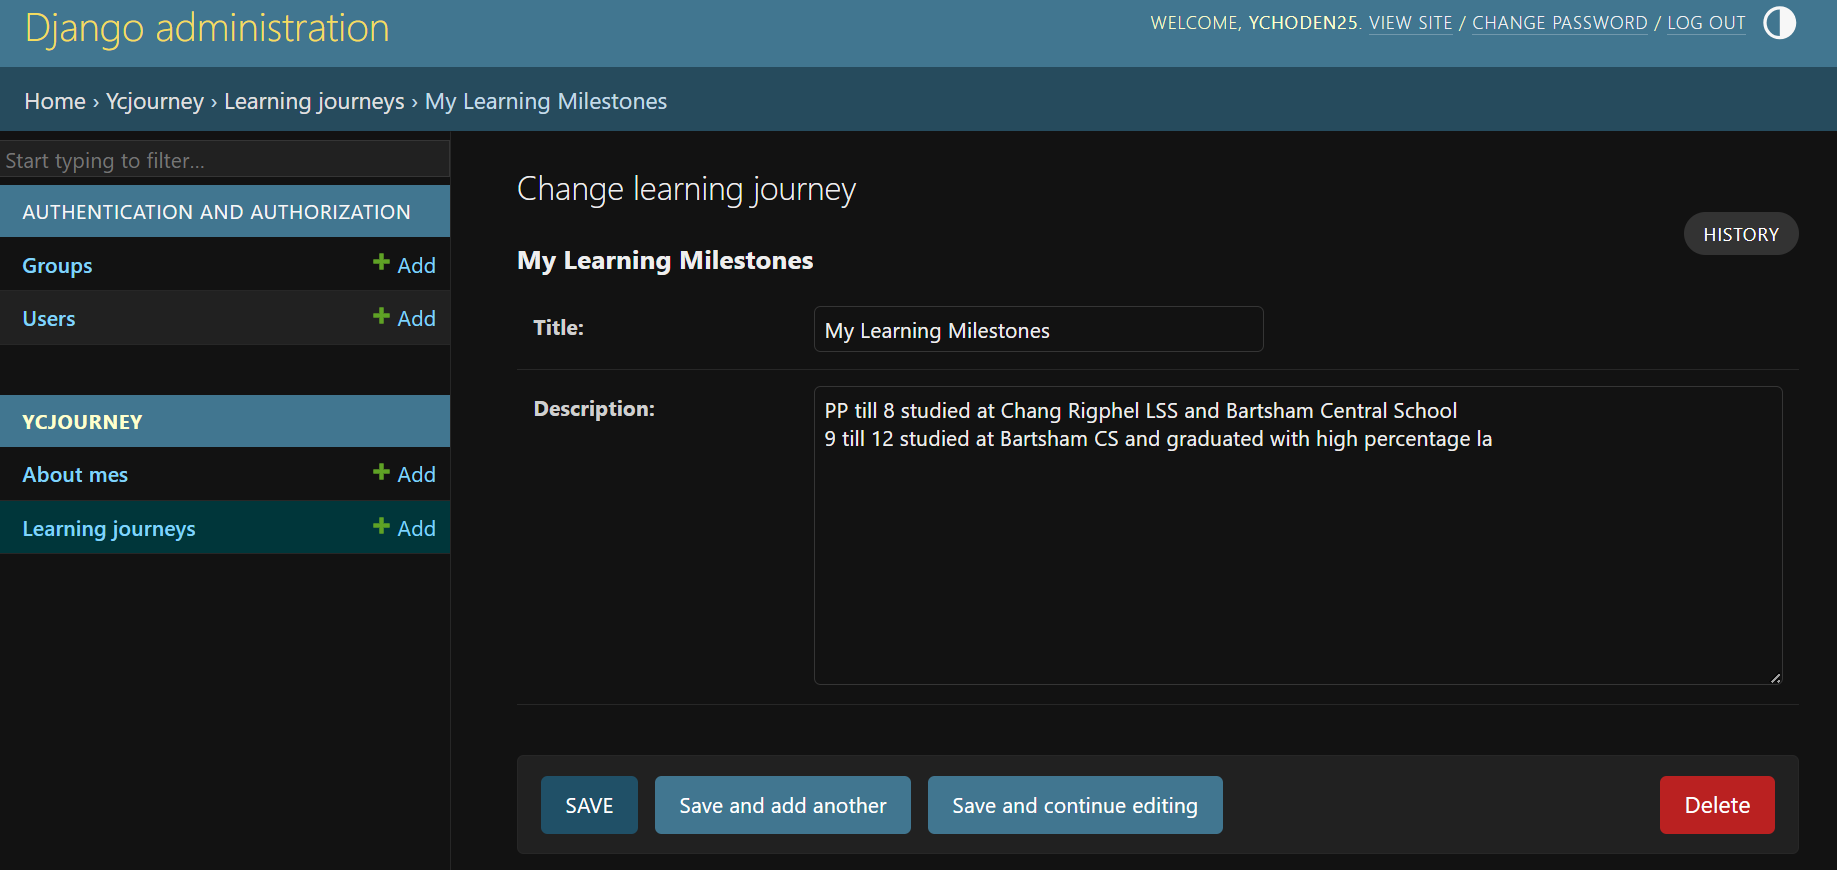 Django administration
WELCOME, YCHODEN25. VIEW SITE / CHANGE PASSWORD / LOG OUT
Home › Ycjourney › Learning journeys › My Learning Milestones
Start typing to filter...
AUTHENTICATION AND AUTHORIZATION
Groups + Add
Users + Add
YCJOURNEY
About mes + Add
Learning journeys + Add
Change learning journey
HISTORY
My Learning Milestones
Title: My Learning Milestones
Description: PP till 8 studied at Chang Rigphel LSS and Bartsham Central School
9 till 12 studied at Bartsham CS and graduated with high percentage la
SAVE Save and add another Save and continue editing Delete